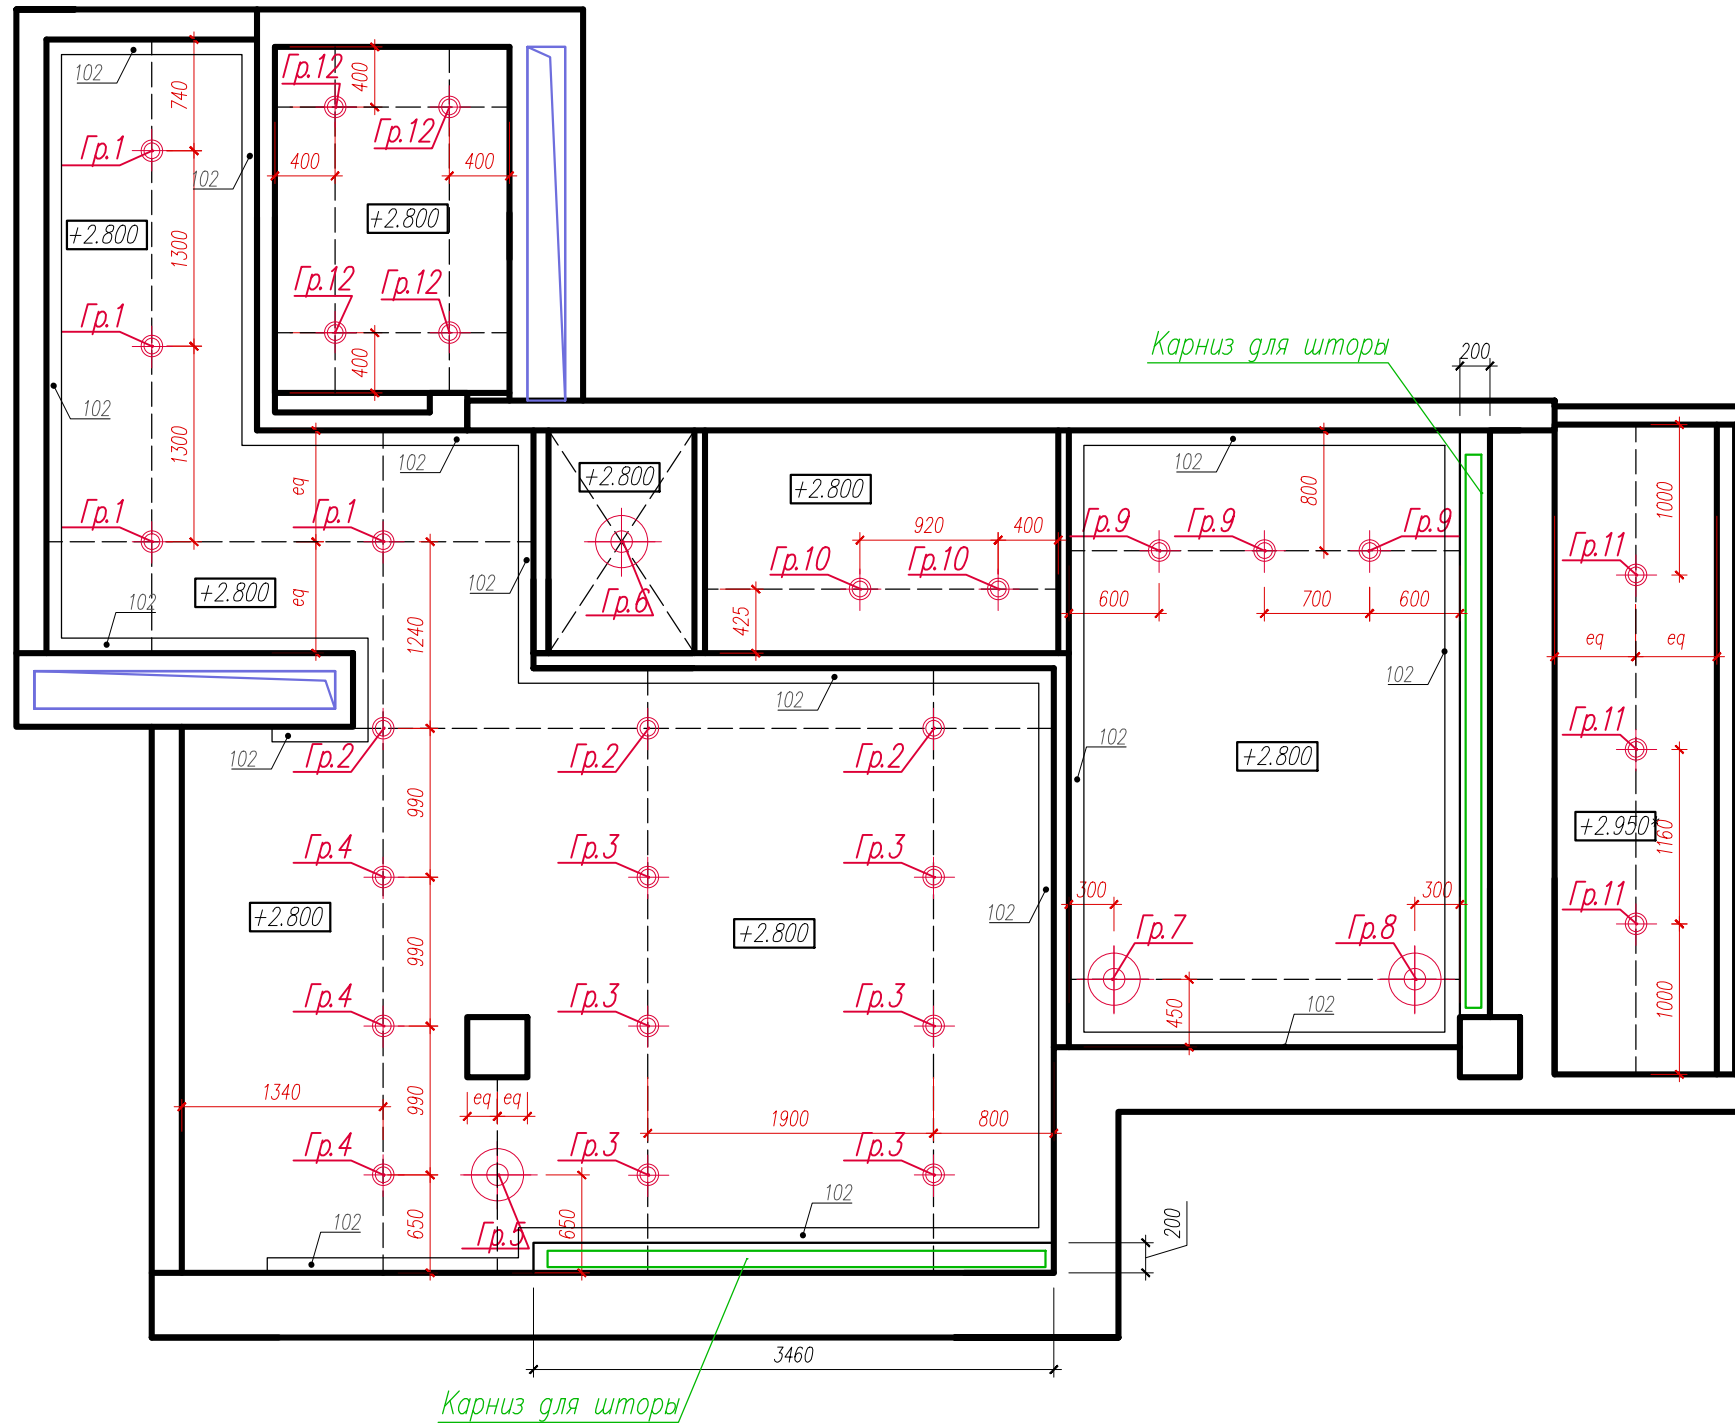 102
740
Гр.12
400
Гр.12
Гр.1
400
400
102
+2.800
+2.800
1300
Гр.12
Гр.12
Гр.1
400
Карниз для шторы
200
102
1300
102
eq
+2.800
+2.800
102
800
1000
Гр.1
Гр.1
920
400
Гр.9
Гр.9
Гр.9
Гр.11
Гр.10
Гр.10
102
+2.800
eq
102
Гр.6
425
600
700
600
1240
eq
eq
102
102
102
Гр.11
102
Гр.2
Гр.2
Гр.2
+2.800
990
+2.950*
1160
Гр.4
Гр.3
Гр.3
300
300
Гр.11
102
+2.800
+2.800
Гр.7
Гр.8
990
Гр.4
Гр.3
Гр.3
450
102
1000
1340
990
eq
eq
1900
800
Гр.4
Гр.3
Гр.3
102
102
650
Гр.5
650
200
3460
Карниз для шторы